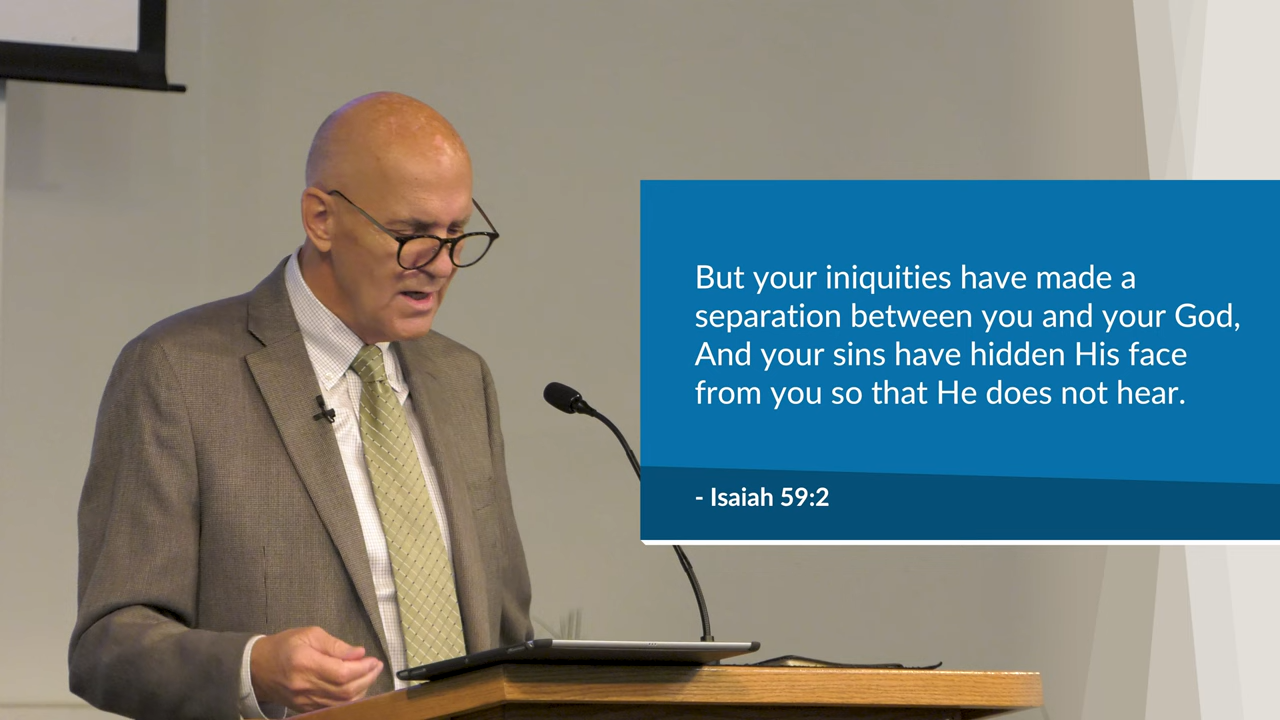 But your iniquities have made a
separation between you and your God,
And your sins have hidden His face
from you so that He does not hear.
- Isaiah 59:2